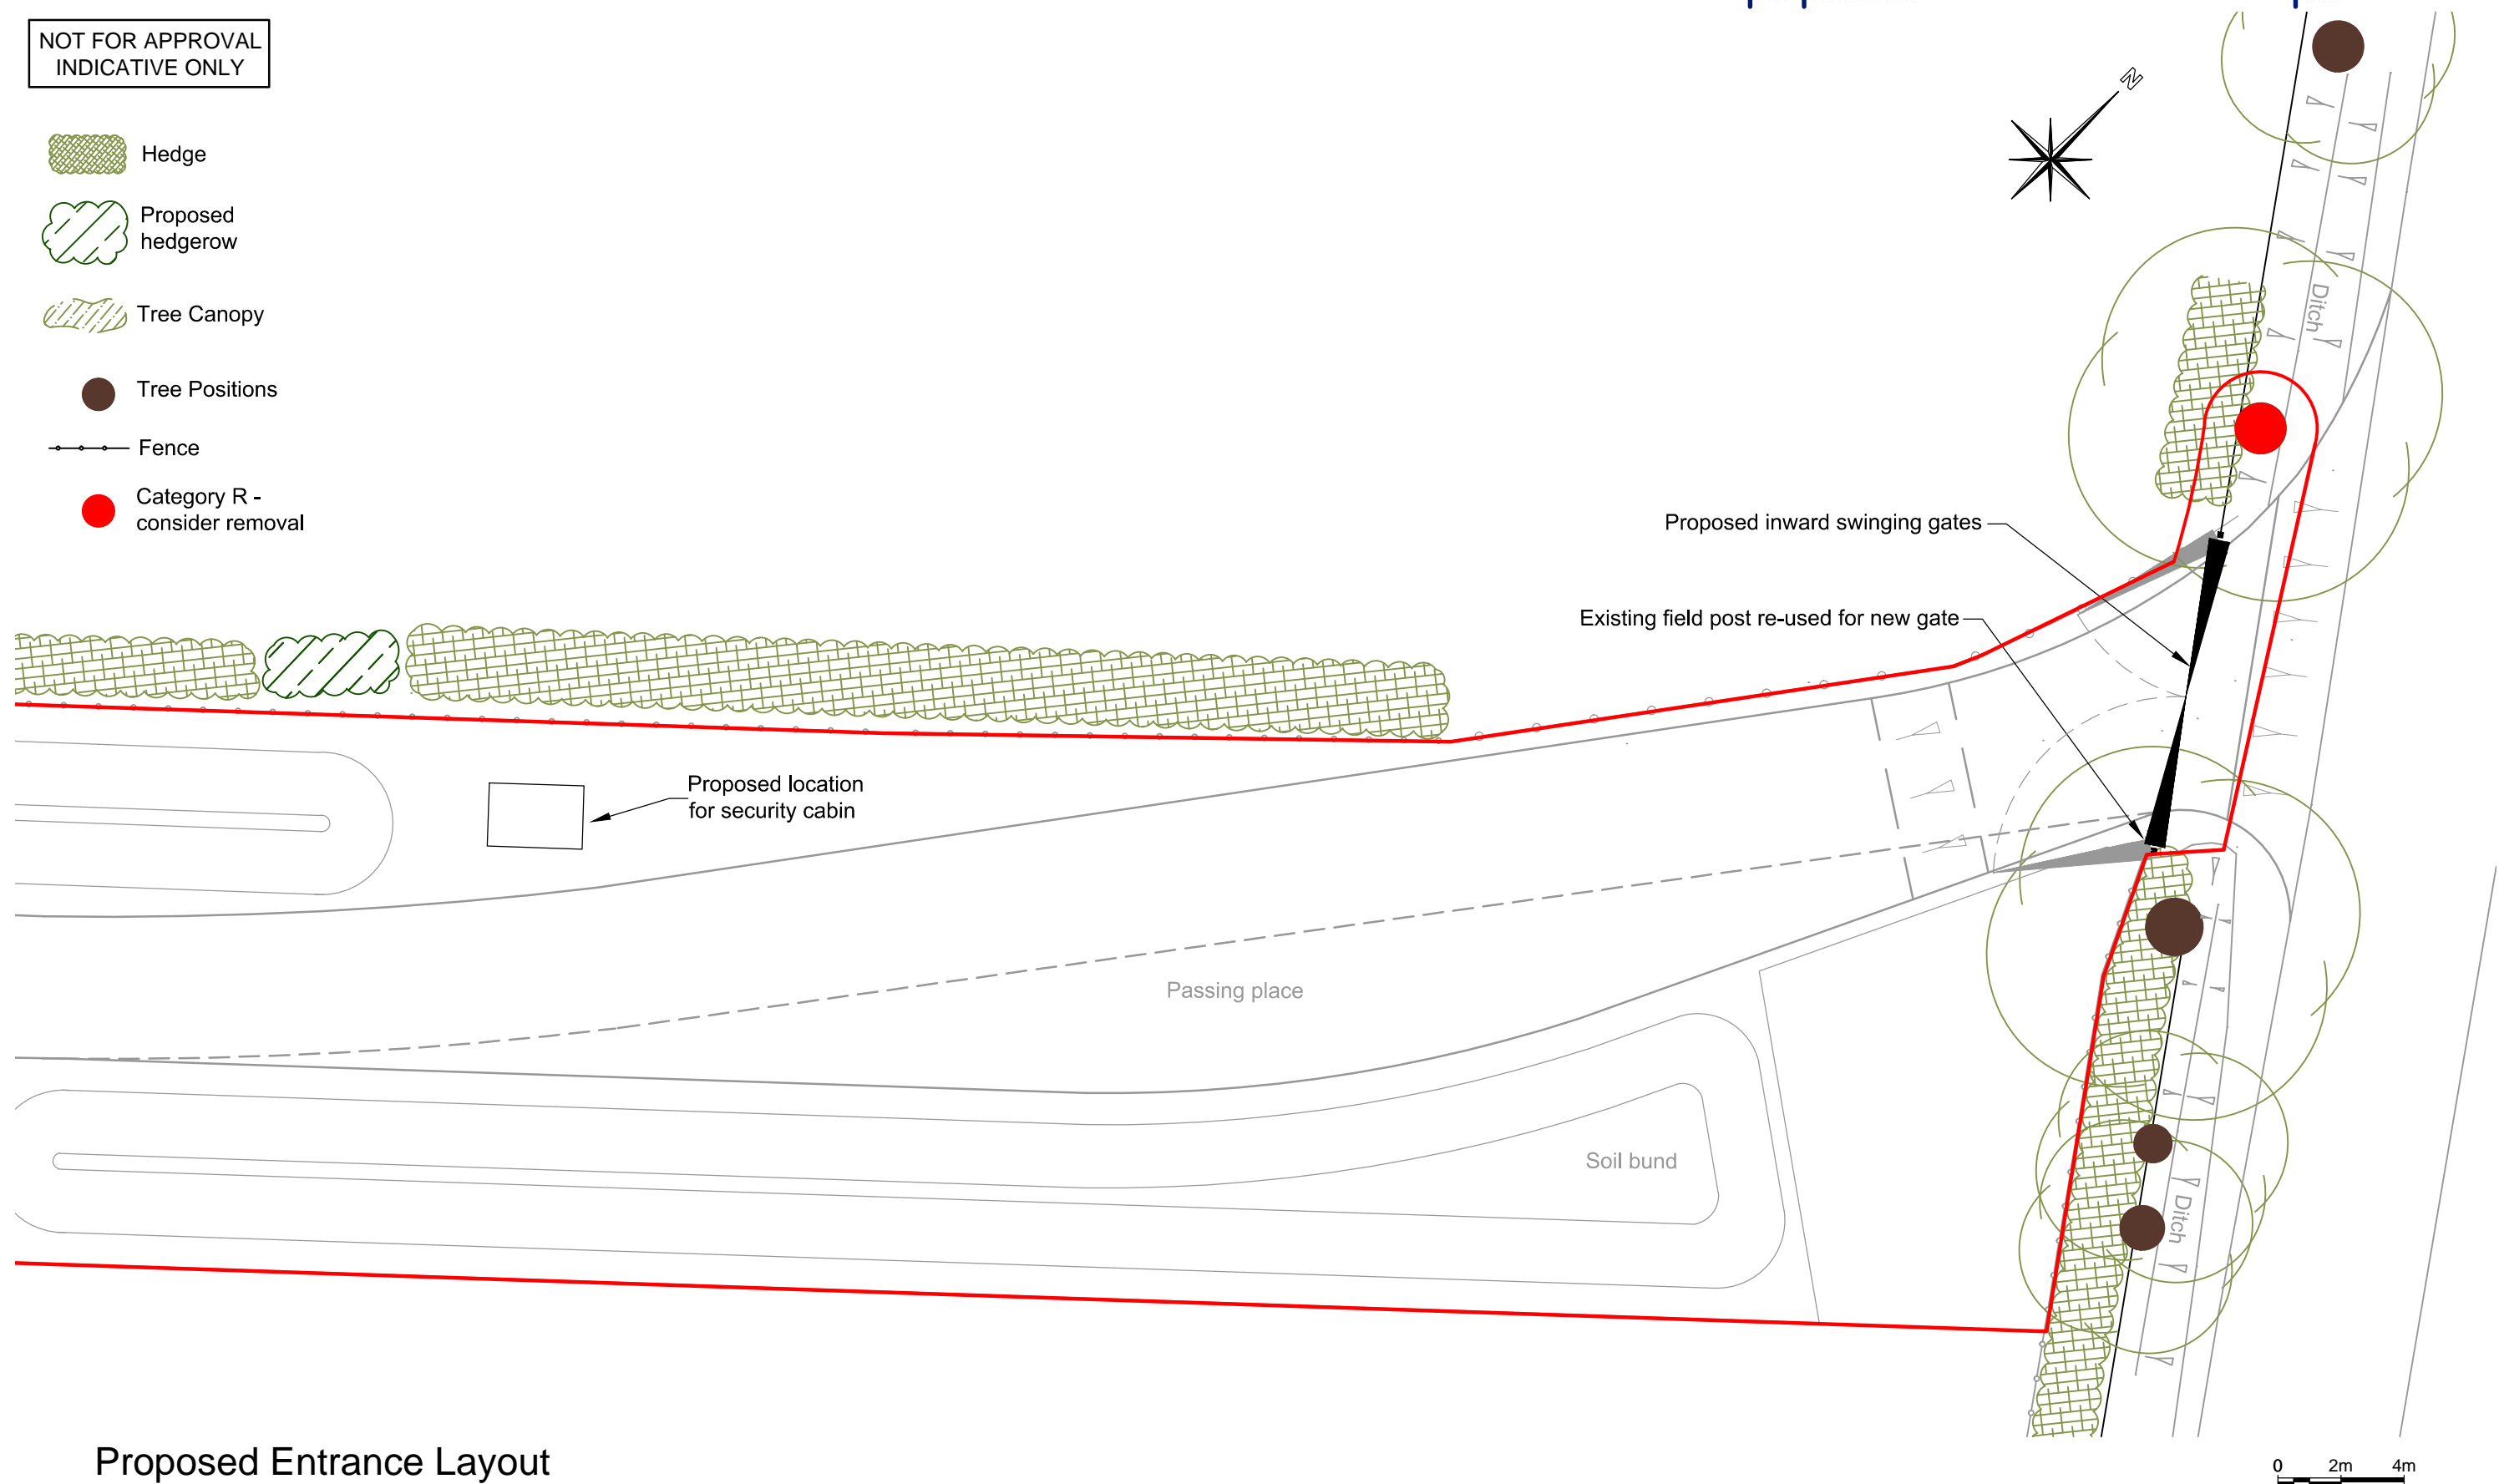 NOT FOR APPROVAL
INDICATIVE ONLY
N
Hedge
Proposed
hedgerow
Tree Canopy
Tree Positions
Fence
Category R -
consider removal
Ditch
Proposed inward swinging gates
Existing field post re-used for new gate
Proposed location
for security cabin
Passing place
Soil bund
Ditch
Proposed Entrance Layout
0 2m 4m